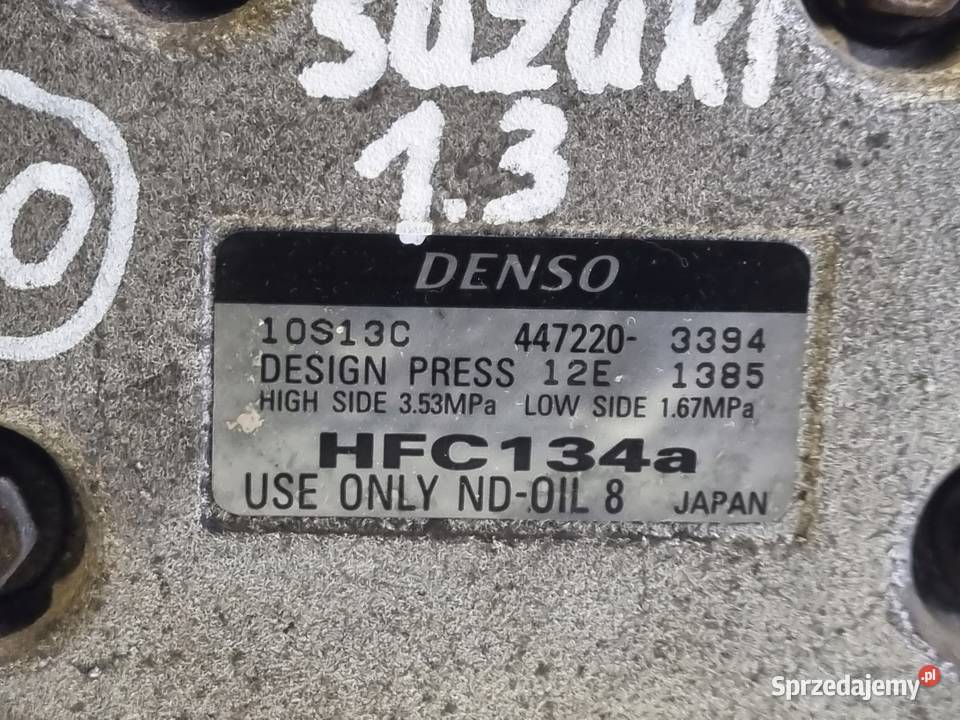 SUZUKI
1.3
0
DENSO
10S13C 447220- 3394
DESIGN PRESS 12E 1385
HIGH SIDE 3.53MPa LOW SIDE 1.67MPa
HFC134a
USE ONLY ND-OIL 8 JAPAN
Sprzedajemy.pl